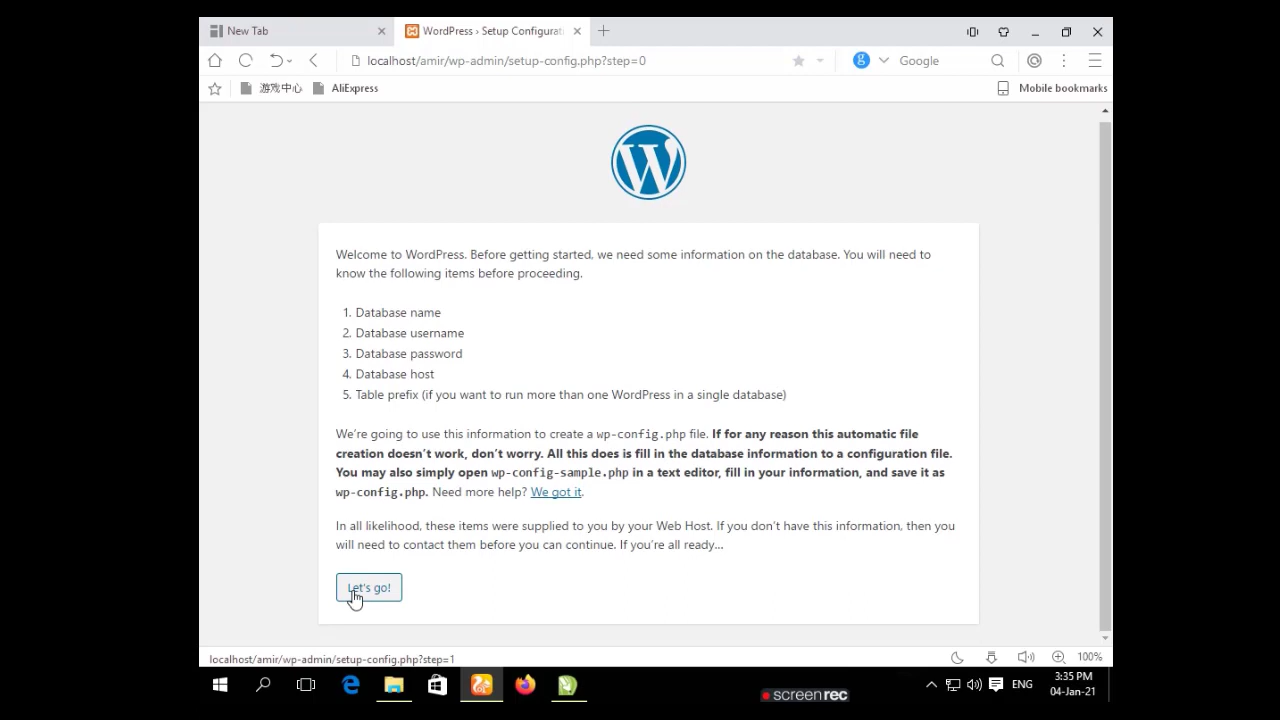 New Tab
WordPress › Setup Configurati
localhost/amir/wp-admin/setup-config.php?step=0
Google
游戏中心
AliExpress
Mobile bookmarks
Welcome to WordPress. Before getting started, we need some information on the database. You will need to
know the following items before proceeding.
1. Database name
2. Database username
3. Database password
4. Database host
5. Table prefix (if you want to run more than one WordPress in a single database)
We’re going to use this information to create a wp-config.php file. If for any reason this automatic file
creation doesn’t work, don’t worry. All this does is fill in the database information to a configuration file.
You may also simply open wp-config-sample.php in a text editor, fill in your information, and save it as
wp-config.php. Need more help? We got it.
In all likelihood, these items were supplied to you by your Web Host. If you don’t have this information, then you
will need to contact them before you can continue. If you’re all ready…
Let’s go!
localhost/amir/wp-admin/setup-config.php?step=1
100%
ENG
3:35 PM
04-Jan-21
screenrec